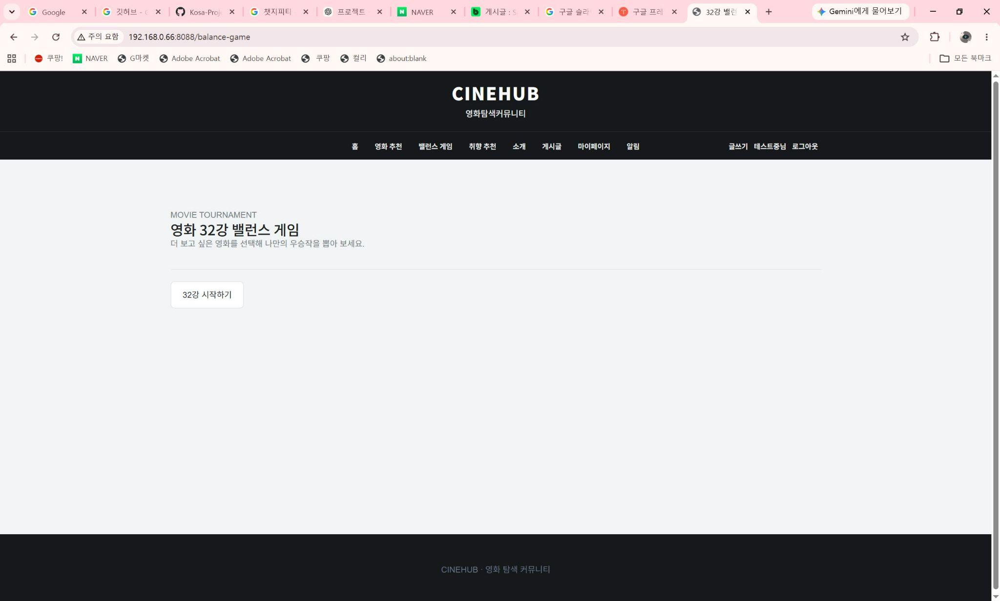 Google
깃허브 - G
Kosa-Proj
챗지피티
프로젝트
NAVER
게시글 : S
구글 슬라
구글 프레
32강 밸런
Gemini에게 물어보기
주의 요함
192.168.0.66:8088/balance-game
쿠팡!
NAVER
G마켓
Adobe Acrobat
Adobe Acrobat
쿠팡
컬리
about:blank
모든 북마크
CINEHUB
영화탐색커뮤니티
홈 영화 추천 밸런스 게임 취향 추천 소개 게시글 마이페이지 알림 글쓰기 테스트중님 로그아웃
MOVIE TOURNAMENT
영화 32강 밸런스 게임
더 보고 싶은 영화를 선택해 나만의 우승작을 뽑아 보세요.
32강 시작하기
CINEHUB · 영화 탐색 커뮤니티